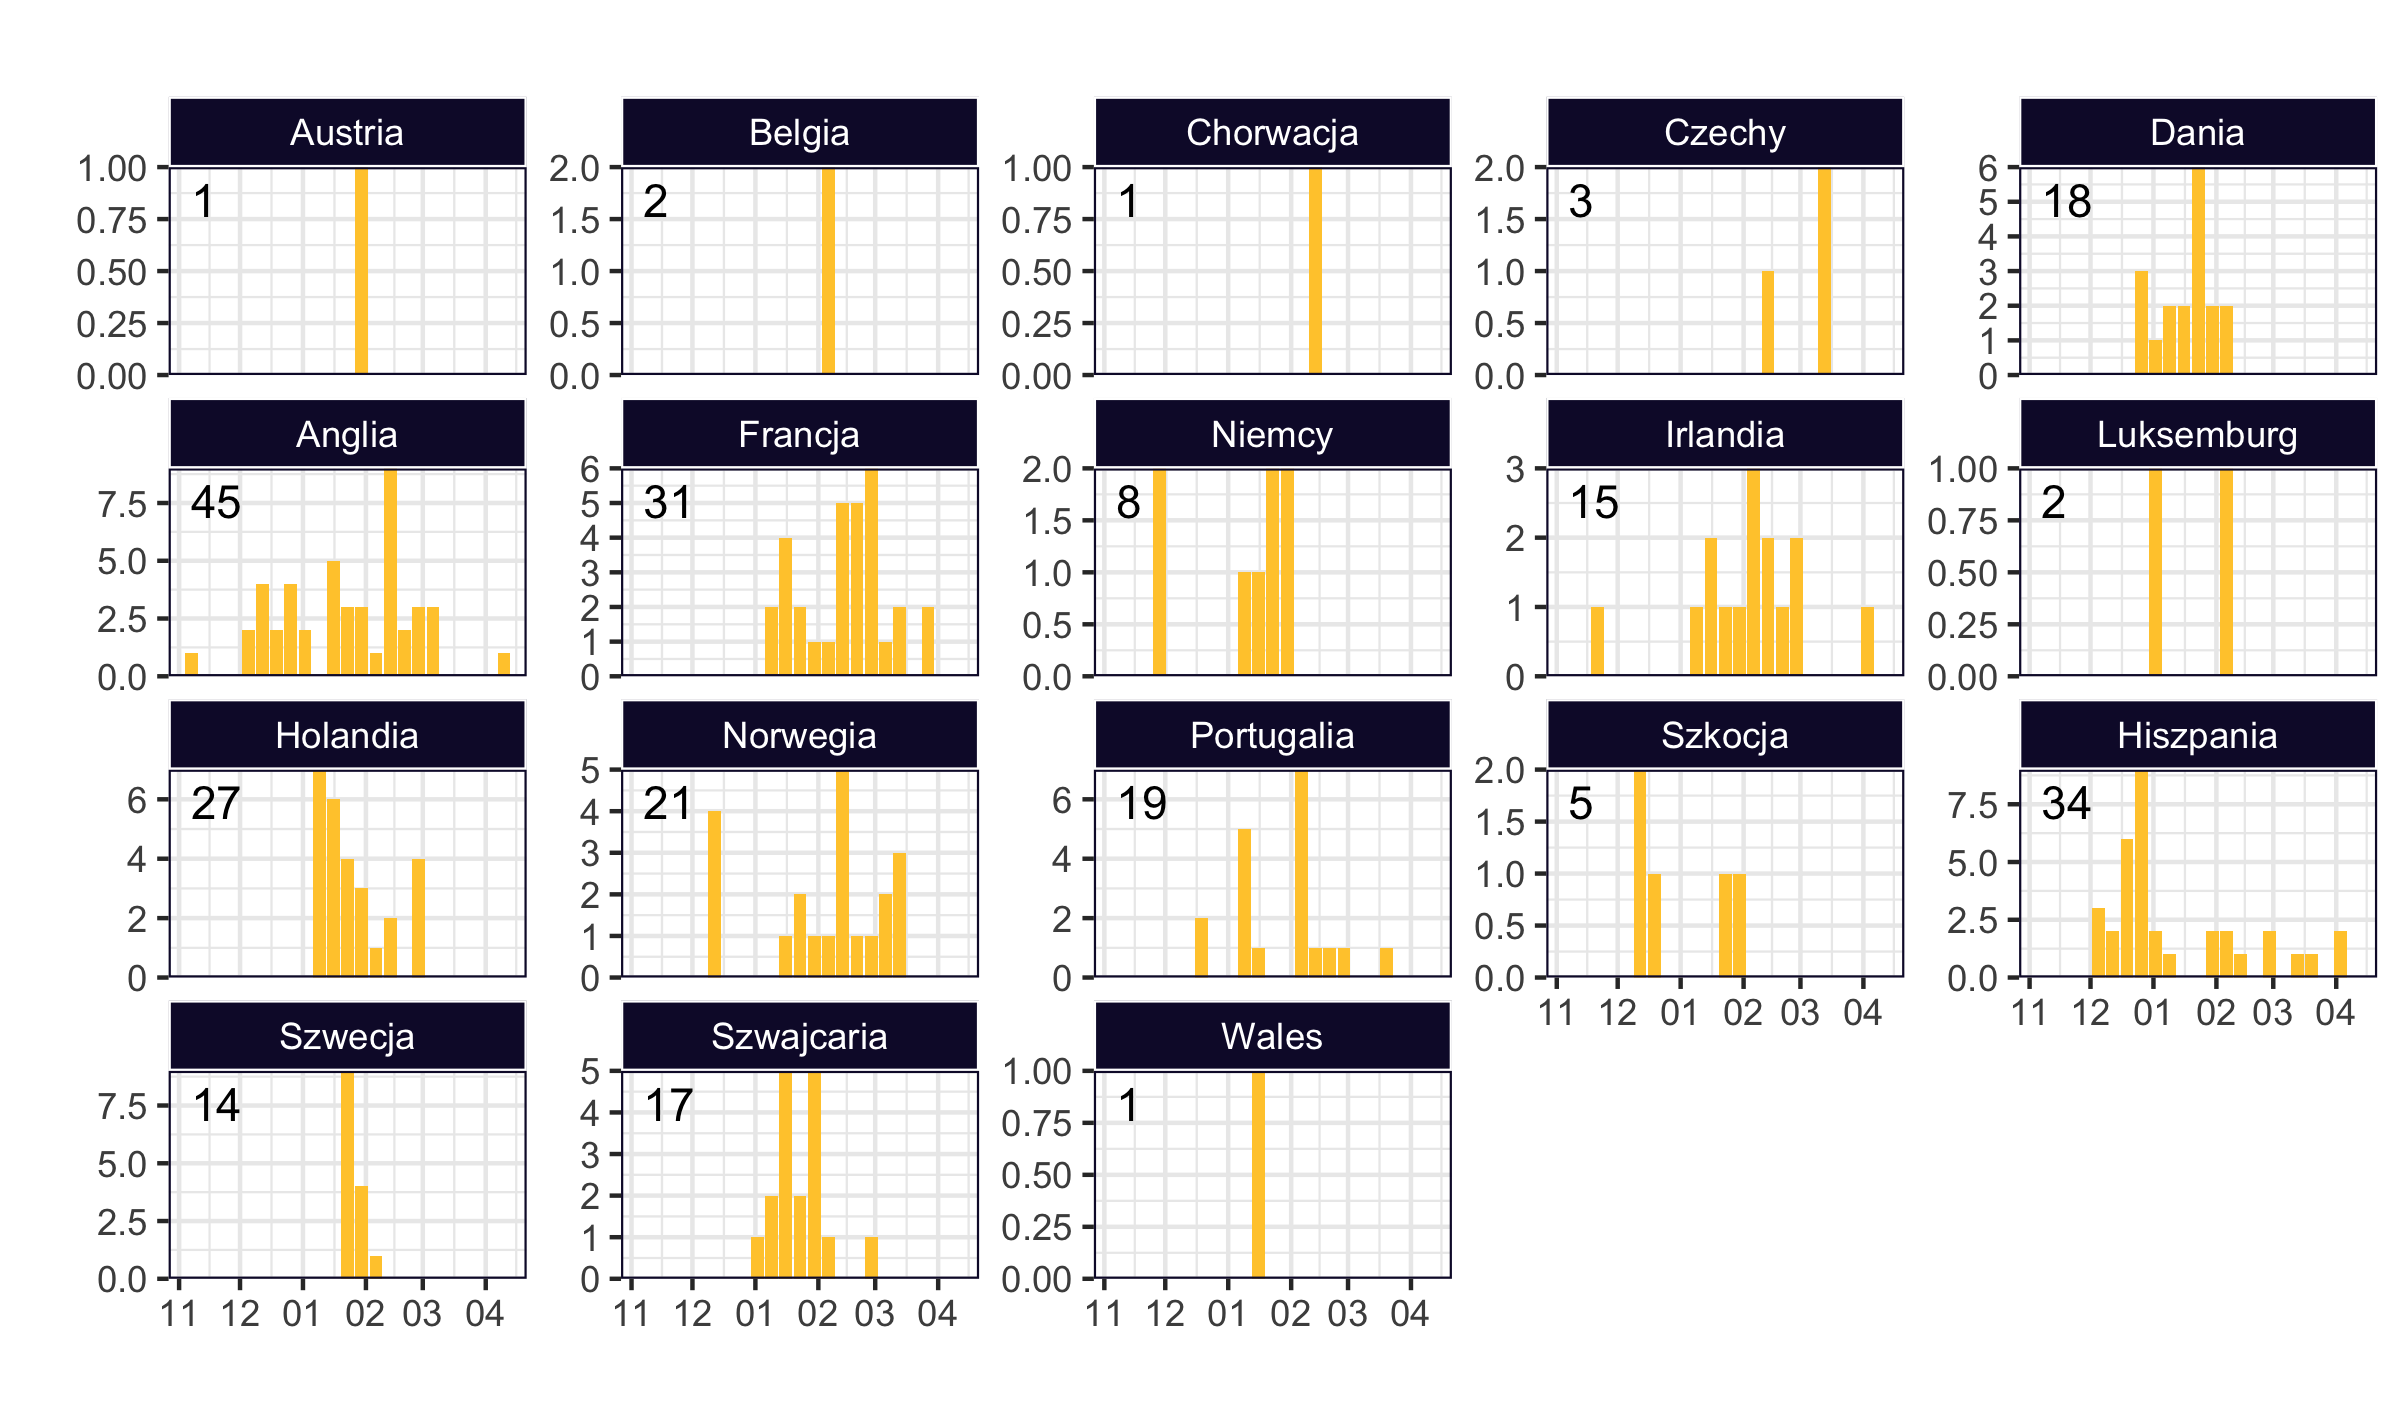 Austria Belgia Chorwacja Czechy Dania
1.00 0.75 0.50 0.25 0.00 1
2.0 1.5 1.0 0.5 0.0 2
1.00 0.75 0.50 0.25 0.00 1
2.0 1.5 1.0 0.5 0.0 3
6 5 4 3 2 1 0 18
Anglia Francja Niemcy Irlandia Luksemburg
7.5 5.0 2.5 0.0 45
6 5 4 3 2 1 0 31
2.0 1.5 1.0 0.5 0.0 8
3 2 1 0 15
1.00 0.75 0.50 0.25 0.00 2
Holandia Norwegia Portugalia Szkocja Hiszpania
6 4 2 0 27
5 4 3 2 1 0 21
6 4 2 0 19
2.0 1.5 1.0 0.5 0.0 5
7.5 5.0 2.5 0.0 34
11 12 01 02 03 04
11 12 01 02 03 04
Szwecja Szwajcaria Wales
7.5 5.0 2.5 0.0 14
5 4 3 2 1 0 17
1.00 0.75 0.50 0.25 0.00 1
11 12 01 02 03 04
11 12 01 02 03 04
11 12 01 02 03 04